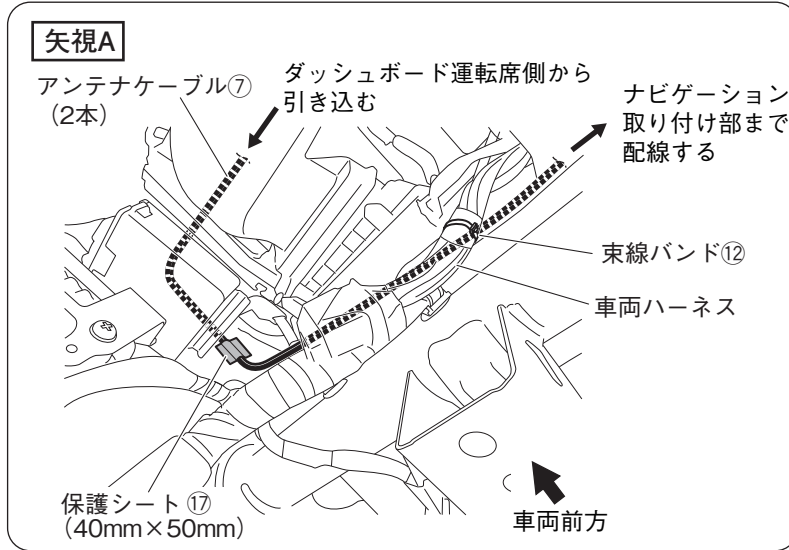 矢視A
アンテナケーブル⑦
(2本)
ダッシュボード運転席側から
引き込む
ナビゲーション
取り付け部まで
配線する
束線バンド⑫
車両ハーネス
保護シート⑰
(40mm×50mm)
車両前方